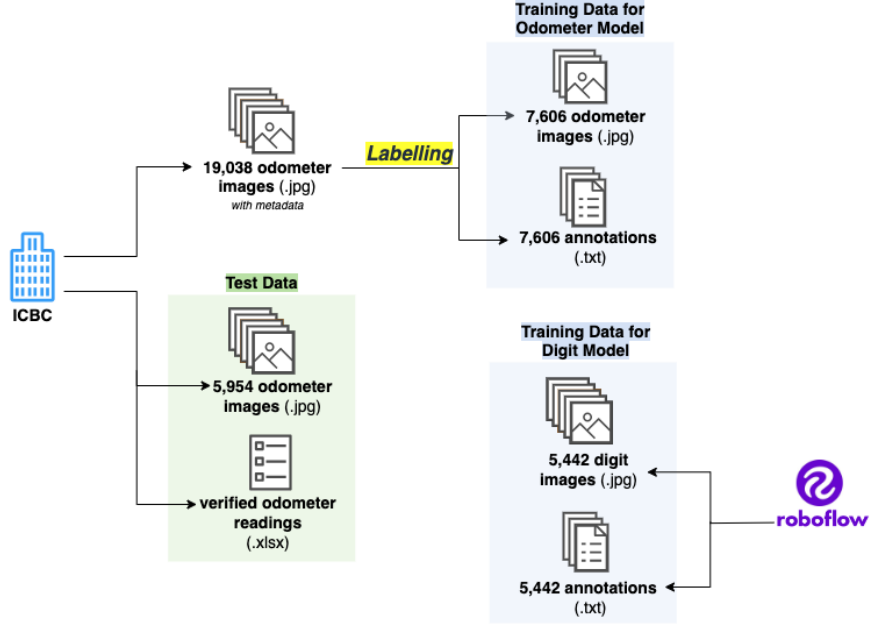 Training Data for
Odometer Model
7,606 odometer
images (.jpg)
Labelling
19,038 odometer
images (.jpg)
with metadata
7,606 annotations
(.txt)
ICBC
Test Data
5,954 odometer
images (.jpg)
verified odometer
readings
(.xlsx)
Training Data for
Digit Model
5,442 digit
images (.jpg)
roboflow
5,442 annotations
(.txt)